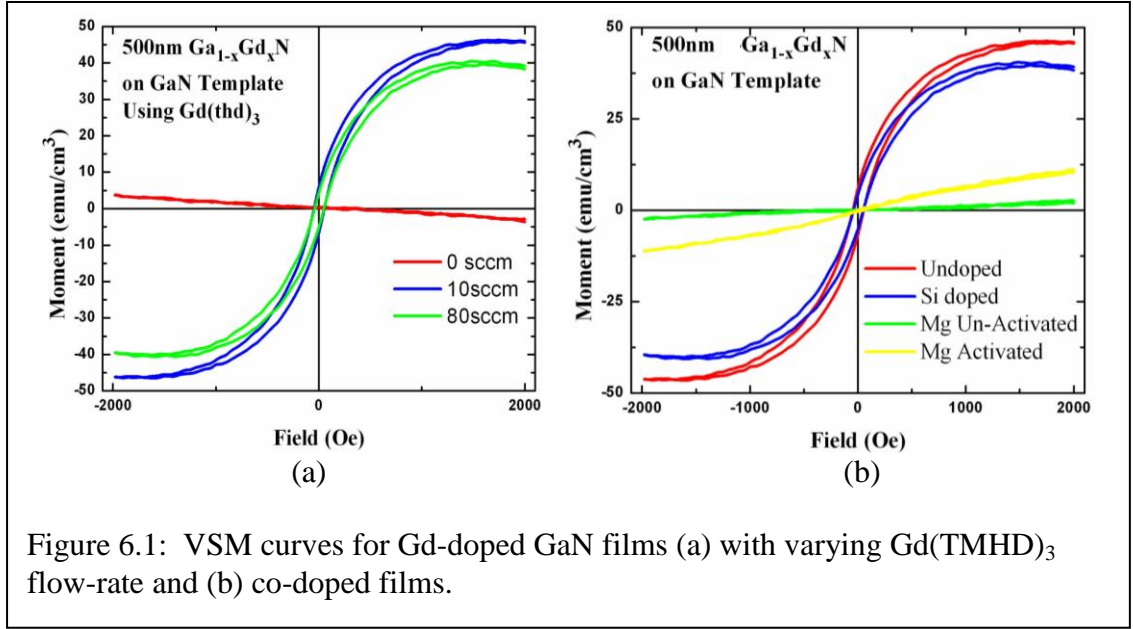 500nm Ga1-xGdxN
on GaN Template
Using Gd(thd)3
50
40
30
20
10
0
-10
-20
-30
-40
-50
Moment (emu/cm3)
0 sccm
10sccm
80sccm
-2000
0
2000
Field (Oe)
(a)
500nm Ga1-xGdxN
on GaN Template
50
25
0
-25
-50
Moment (emu/cm3)
Undoped
Si doped
Mg Un-Activated
Mg Activated
-2000
-1000
0
1000
2000
Field (Oe)
(b)
Figure 6.1: VSM curves for Gd-doped GaN films (a) with varying Gd(TMHD)3
flow-rate and (b) co-doped films.